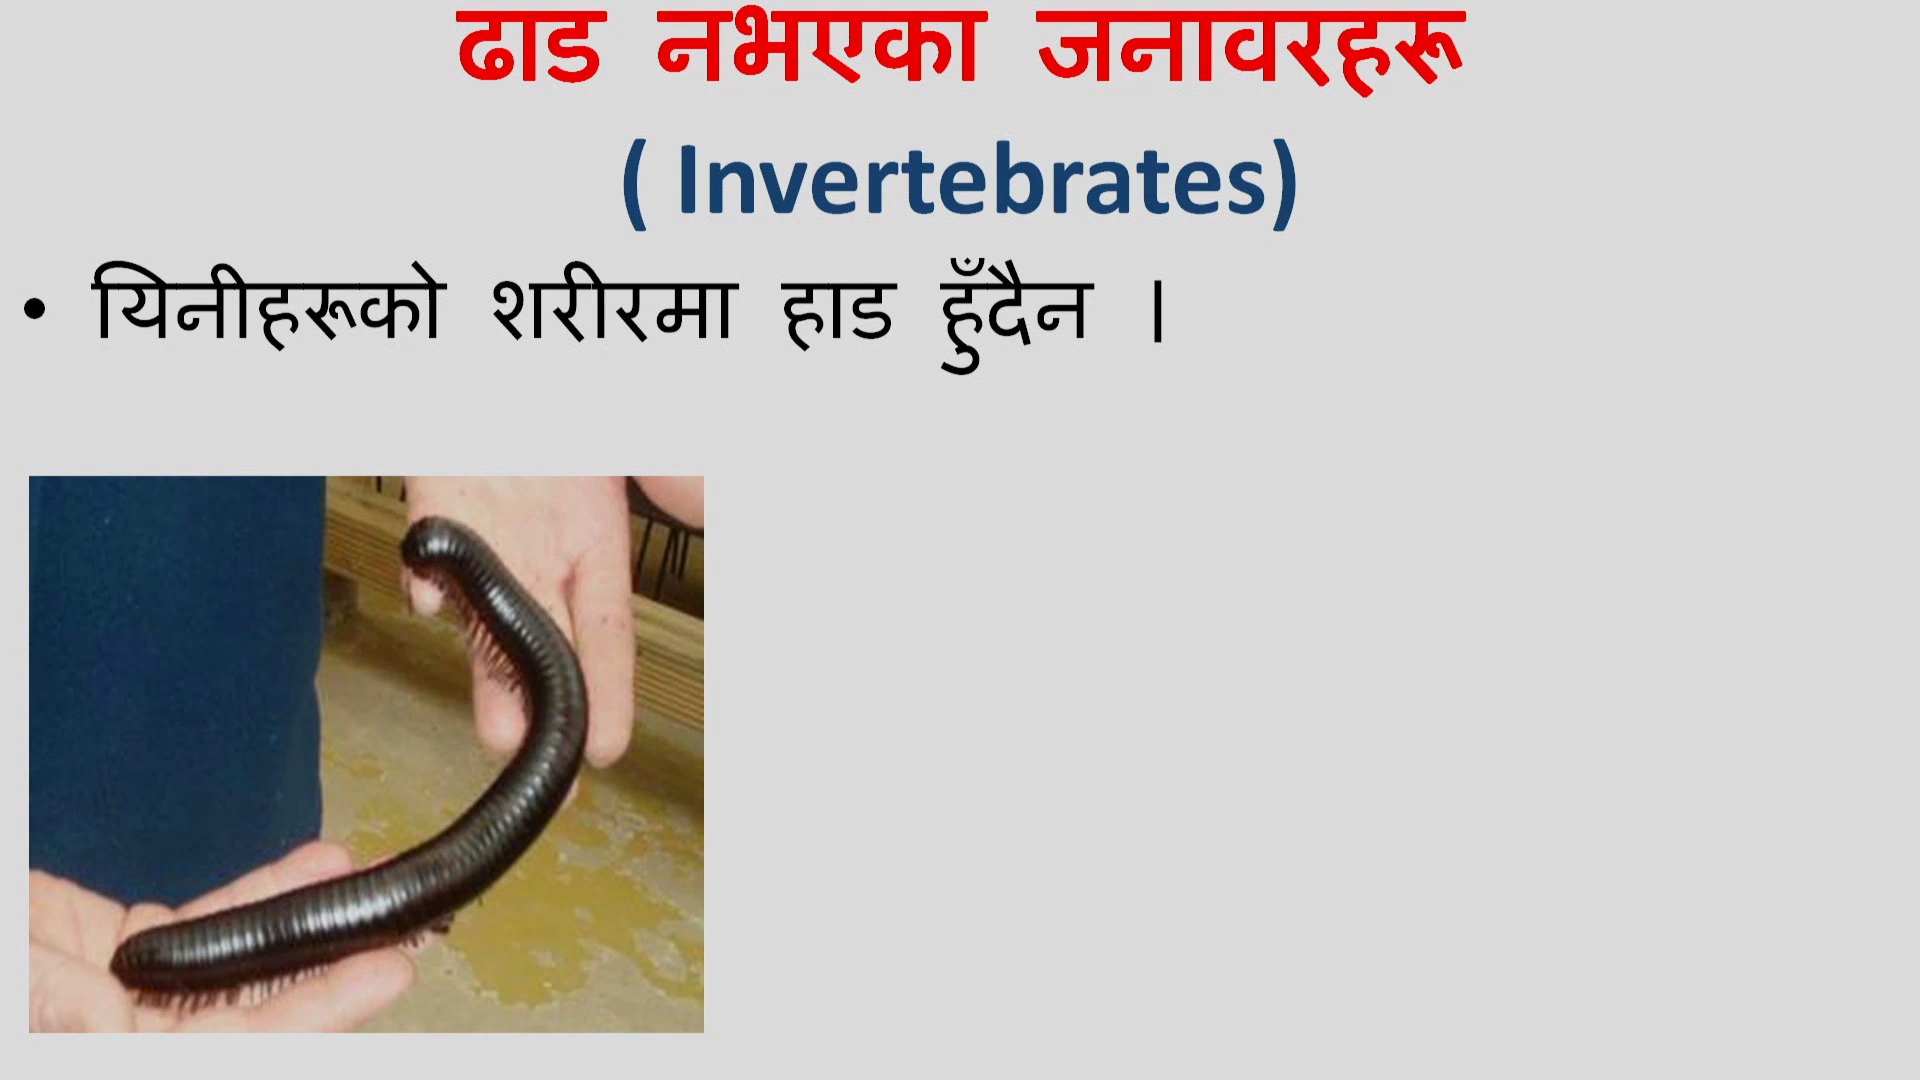 ढाड नभएका जनावरहरू
( Invertebrates)
• यिनीहरूको शरीरमा हाड हुँदैन ।